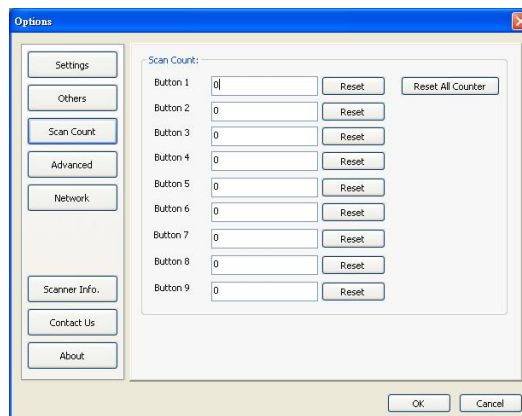 Options
Settings
Others
Scan Count
Advanced
Network
Scanner Info.
Contact Us
About
Scan Count:
Button 1 0 Reset Reset All Counter
Button 2 0 Reset
Button 3 0 Reset
Button 4 0 Reset
Button 5 0 Reset
Button 6 0 Reset
Button 7 0 Reset
Button 8 0 Reset
Button 9 0 Reset
OK Cancel